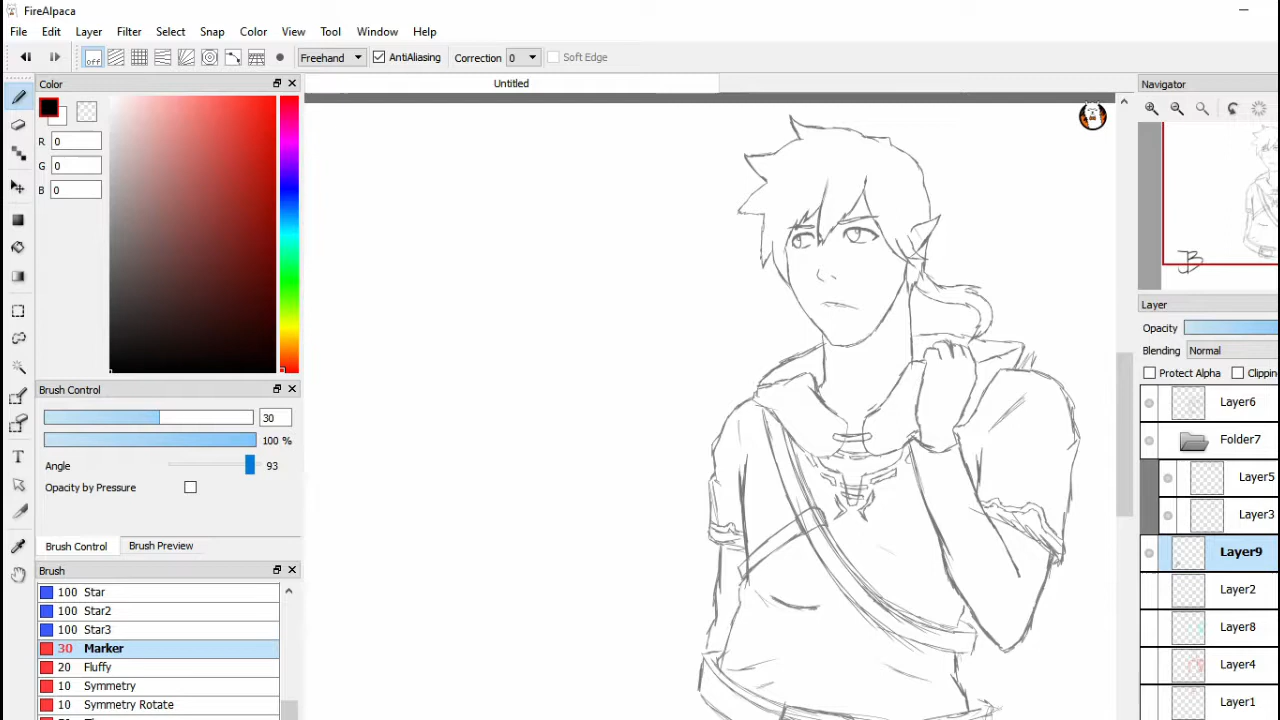 FireAlpaca
File Edit Layer Filter Select Snap Color View Tool Window Help
off Freehand AntiAliasing Correction 0 Soft Edge
Color
R 0
G 0
B 0
Brush Control
30
100 %
Angle 93
Opacity by Pressure
Brush Control Brush Preview
Brush
100 Star
100 Star2
100 Star3
30 Marker
20 Fluffy
10 Symmetry
10 Symmetry Rotate
Untitled
Navigator
B
Layer
Opacity
Blending Normal
Protect Alpha Clippin
Layer6
Folder7
Layer5
Layer3
Layer9
Layer2
Layer8
Layer4
Layer1